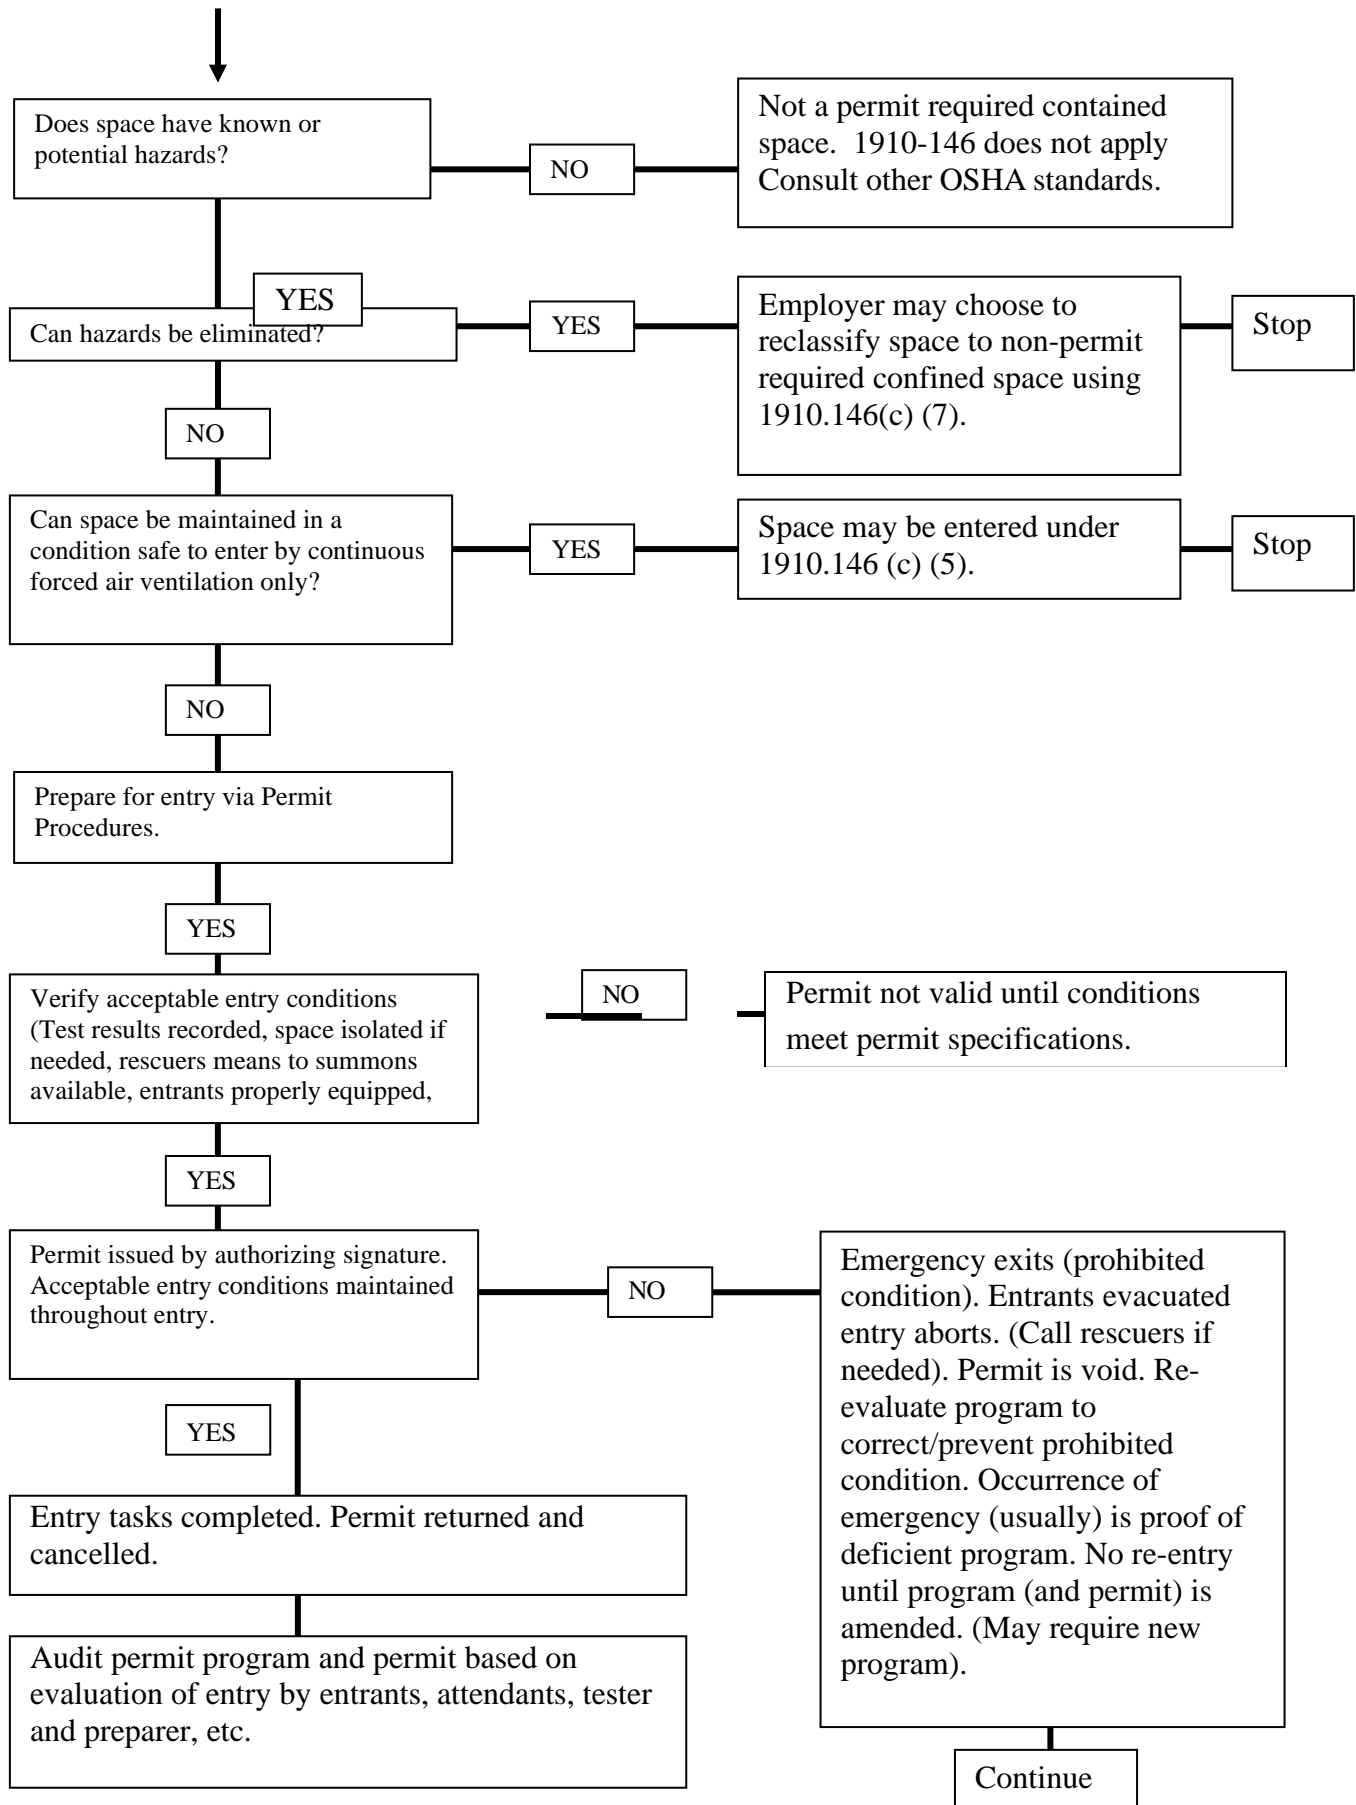 Does space have known or
potential hazards?
NO
Not a permit required contained
space.  1910-146 does not apply
Consult other OSHA standards.
YES
Can hazards be eliminated?
YES
Employer may choose to
reclassify space to non-permit
required confined space using
1910.146(c) (7).
Stop
NO
Can space be maintained in a
condition safe to enter by continuous
forced air ventilation only?
YES
Space may be entered under
1910.146 (c) (5).
Stop
NO
Prepare for entry via Permit
Procedures.
YES
Verify acceptable entry conditions
(Test results recorded, space isolated if
needed, rescuers means to summons
available, entrants properly equipped,
NO
Permit not valid until conditions
meet permit specifications.
YES
Permit issued by authorizing signature.
Acceptable entry conditions maintained
throughout entry.
NO
Emergency exits (prohibited
condition). Entrants evacuated
entry aborts. (Call rescuers if
needed). Permit is void. Re-
evaluate program to
correct/prevent prohibited
condition. Occurrence of
emergency (usually) is proof of
deficient program. No re-entry
until program (and permit) is
amended. (May require new
program).
YES
Entry tasks completed. Permit returned and
cancelled.
Audit permit program and permit based on
evaluation of entry by entrants, attendants, tester
and preparer, etc.
Continue